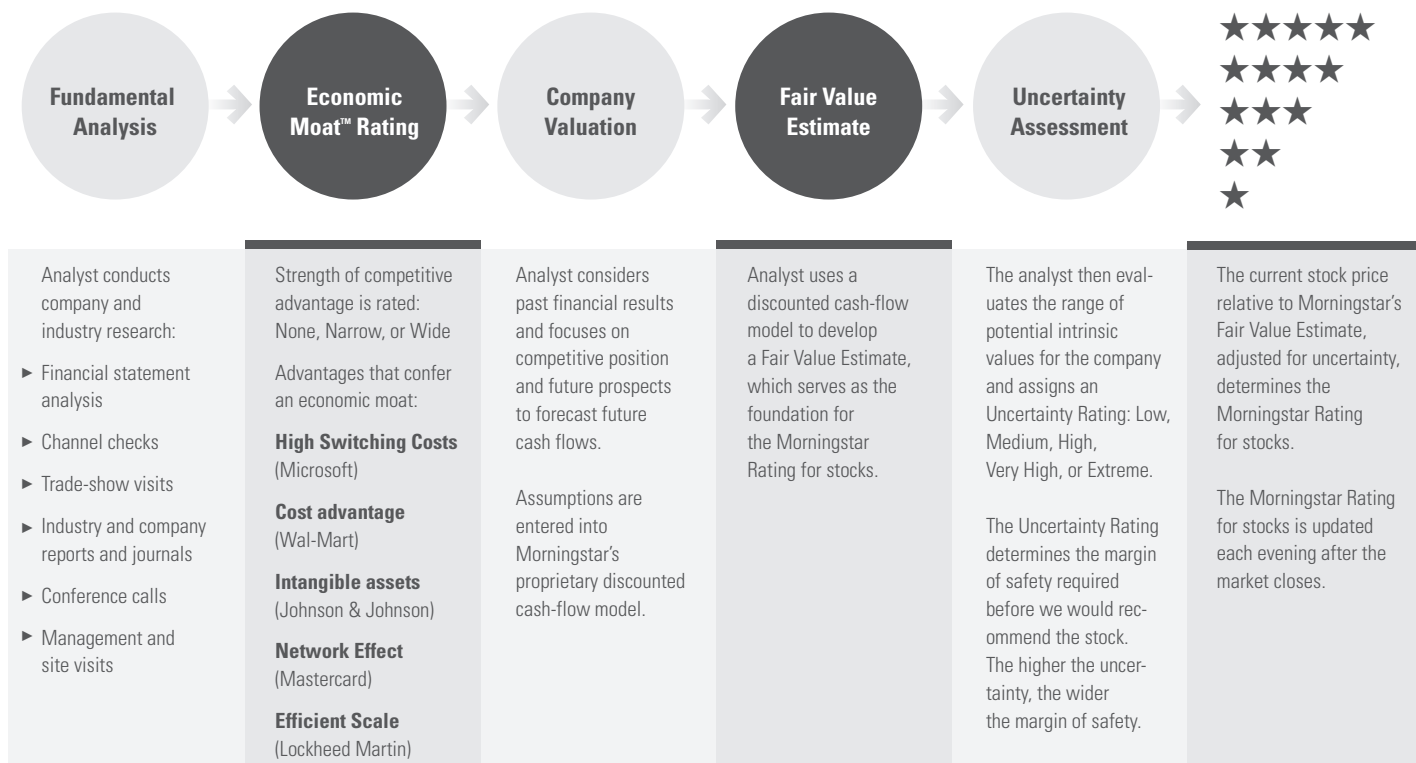 Fundamental
Analysis
Economic
Moat™ Rating
Company
Valuation
Fair Value
Estimate
Uncertainty
Assessment
★★★★★
★★★★
★★★
★★
★
Analyst conducts
company and
industry research:
► Financial statement
analysis
► Channel checks
► Trade-show visits
► Industry and company
reports and journals
► Conference calls
► Management and
site visits
Strength of competitive
advantage is rated:
None, Narrow, or Wide
Advantages that confer
an economic moat:
High Switching Costs
(Microsoft)
Cost advantage
(Wal-Mart)
Intangible assets
(Johnson & Johnson)
Network Effect
(Mastercard)
Efficient Scale
(Lockheed Martin)
Analyst considers
past financial results
and focuses on
competitive position
and future prospects
to forecast future
cash flows.
Assumptions are
entered into
Morningstar’s
proprietary discounted
cash-flow model.
Analyst uses a
discounted cash-flow
model to develop
a Fair Value Estimate,
which serves as the
foundation for
the Morningstar
Rating for stocks.
The analyst then eval-
uates the range of
potential intrinsic
values for the company
and assigns an
Uncertainty Rating: Low,
Medium, High,
Very High, or Extreme.
The Uncertainty Rating
determines the margin
of safety required
before we would rec-
ommend the stock.
The higher the uncer-
tainty, the wider
the margin of safety.
The current stock price
relative to Morningstar’s
Fair Value Estimate,
adjusted for uncertainty,
determines the
Morningstar Rating
for stocks.
The Morningstar Rating
for stocks is updated
each evening after the
market closes.